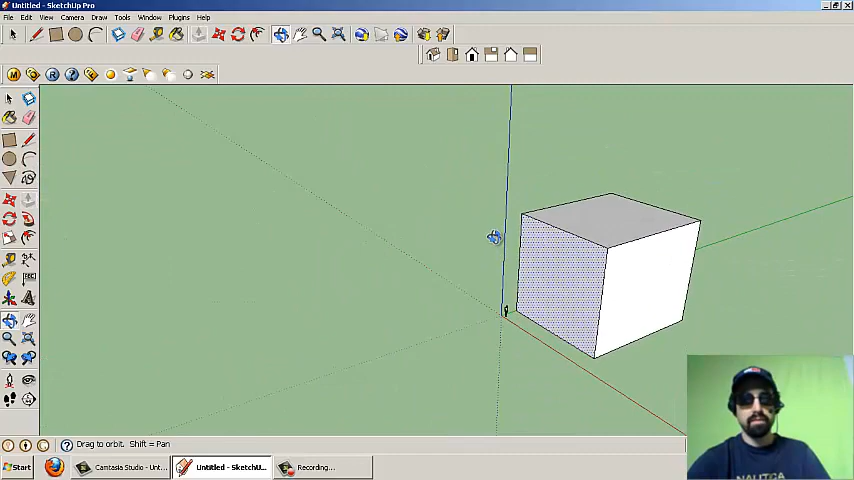 Untitled - SketchUp Pro
File Edit View Camera Draw Tools Window Plugins Help
M R ?
Drag to orbit. Shift = Pan
Start Camtasia Studio - Unt... Untitled - SketchU... Recording...
NAUTICA